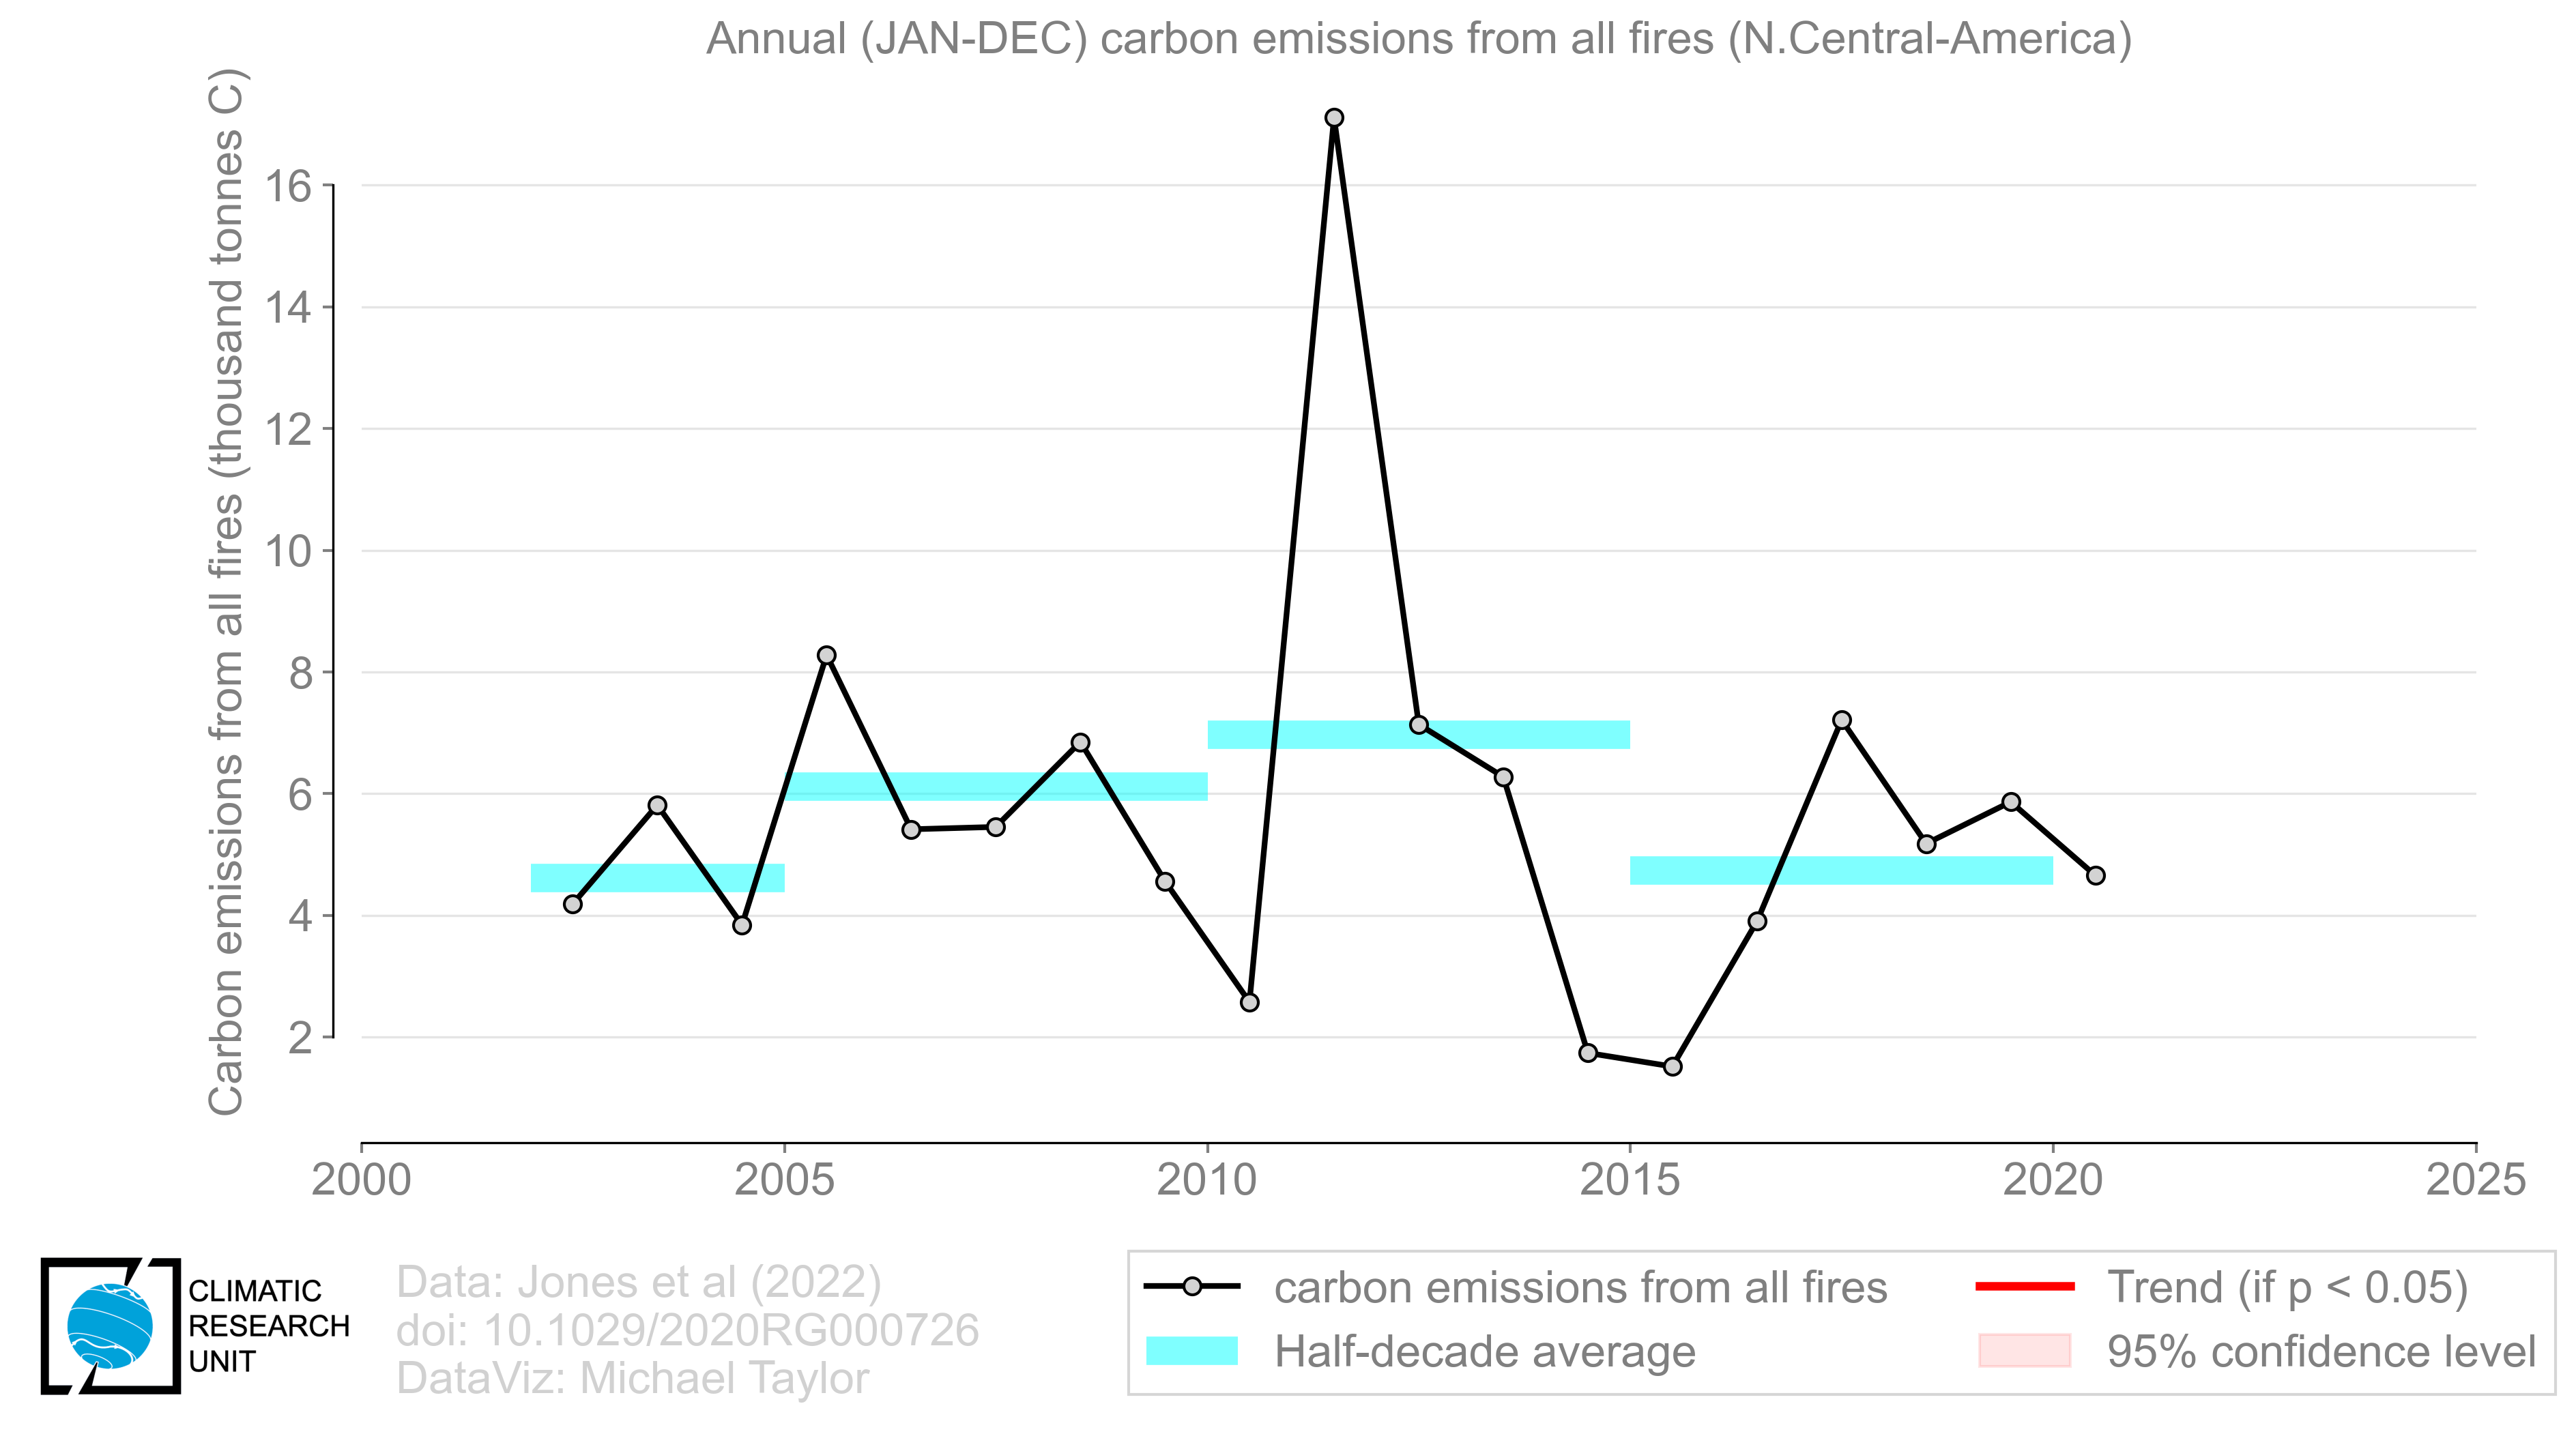 Annual (JAN-DEC) carbon emissions from all fires (N.Central-America)
Carbon emissions from all fires (thousand tonnes C)
16
14
12
10
8
6
4
2
2000
2005
2010
2015
2020
2025
CLIMATIC
RESEARCH
UNIT
Data: Jones et al (2022)
doi: 10.1029/2020RG000726
DataViz: Michael Taylor
carbon emissions from all fires
Half-decade average
Trend (if p < 0.05)
95% confidence level